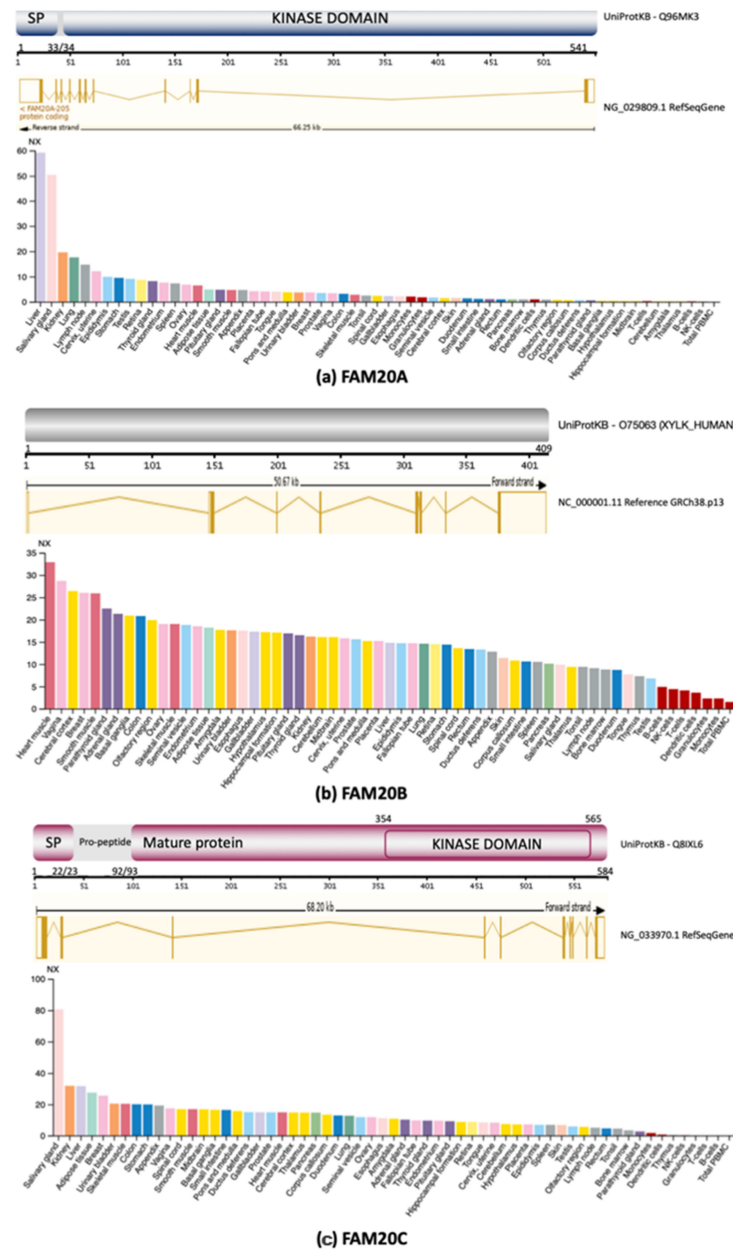 SP KINASE DOMAIN UniProtKB - Q96MK3
1 33/34 541
1 51 101 151 201 251 301 351 401 451 501
< FAM20A-205
protein coding
NG_029809.1 RefSeqGene
Reverse strand 66.25 kb
NX
60
50
40
30
20
10
0
Liver
Salivary gland
Kidney
Lung
Lymph node
Cervix, uterine
Epididymis
Stomach
Testis
Retina
Thyroid gland
Endometrium
Spleen
Ovary
Heart muscle
Adipose tissue
Pituitary gland
Smooth muscle
Appendix
Placenta
Fallopian tube
Tongue
Pons and medulla
Urinary bladder
Breast
Prostate
Vagina
Colon
Skeletal muscle
Tonsil
Spinal cord
Gallbladder
Esophagus
Monocytes
Granulocytes
Seminal vesicle
Cerebral cortex
Skin
Duodenum
Small intestine
Adrenal gland
Rectum
Pancreas
Bone marrow
Dendritic cells
Thymus
Olfactory region
Corpus callosum
Ductus deferens
Parathyroid gland
Basal ganglia
Hypothalamus
Hippocampal formation
Midbrain
T-cells
Cerebellum
Amygdala
Thalamus
B-cells
NK-cells
Total PBMC
(a) FAM20A
UniProtKB - O75063 (XYLK_HUMAN
1 409
1 51 101 151 201 251 301 351 401
50.67 kb Forward strand
NC_000001.11 Reference GRCh38.p13
NX
35
30
25
20
15
10
5
0
Heart muscle
Vagina
Cerebral cortex
Breast
Smooth muscle
Parathyroid gland
Adrenal gland
Basal ganglia
Colon
Olfactory region
Ovary
Skeletal muscle
Seminal vesicle
Endometrium
Adipose tissue
Amygdala
Urinary bladder
Esophagus
Gallbladder
Hypothalamus
Hippocampal formation
Pituitary gland
Thyroid gland
Kidney
Cerebellum
Midbrain
Cervix, uterine
Prostate
Pons and medulla
Placenta
Liver
Epididymis
Fallopian tube
Lung
Retina
Stomach
Spinal cord
Rectum
Ductus deferens
Appendix
Skin
Corpus callosum
Small intestine
Spleen
Pancreas
Salivary gland
Thalamus
Tonsil
Lymph node
Bone marrow
Duodenum
Tongue
Thymus
Testis
B-cells
NK-cells
T-cells
Dendritic cells
Granulocytes
Monocytes
Total PBMC
(b) FAM20B
354 565
SP Pro-peptide Mature protein KINASE DOMAIN UniProtKB - Q8IXL6
22/23 92/93 584
1 51 101 151 201 251 301 351 401 451 501 551
68.20 kb Forward strand
NG_033970.1 RefSeqGene
NX
100
80
60
40
20
0
Salivary gland
Kidney
Liver
Adipose tissue
Breast
Urinary bladder
Skeletal muscle
Colon
Stomach
Appendix
Vagina
Spinal cord
Smooth muscle
Midbrain
Basal ganglia
Small intestine
Pons and medulla
Ductus deferens
Gallbladder
Prostate
Heart muscle
Cerebral cortex
Thalamus
Pancreas
Corpus callosum
Duodenum
Lung
Seminal vesicle
Ovary
Esophagus
Amygdala
Adrenal gland
Fallopian tube
Thyroid gland
Endometrium
Pituitary gland
Hippocampal formation
Retina
Tongue
Cervix, uterine
Cerebellum
Hypothalamus
Placenta
Epididymis
Spleen
Skin
Testis
Olfactory region
Lymph node
Rectum
Tonsil
Bone marrow
Parathyroid gland
Monocytes
Dendritic cells
Thymus
NK-cells
Granulocytes
T-cells
B-cells
Total PBMC
(c) FAM20C